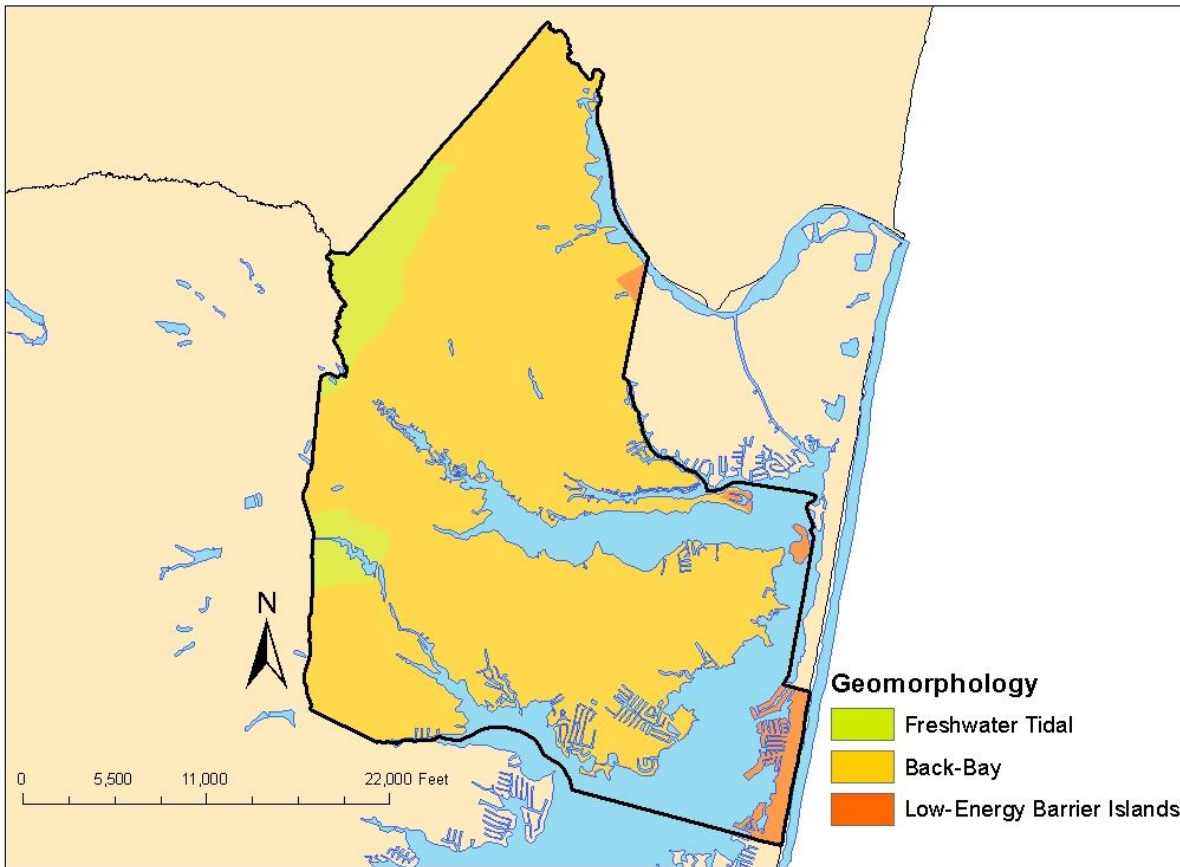 N
0 5,500 11,000 22,000 Feet
Geomorphology
Freshwater Tidal
Back-Bay
Low-Energy Barrier Islands